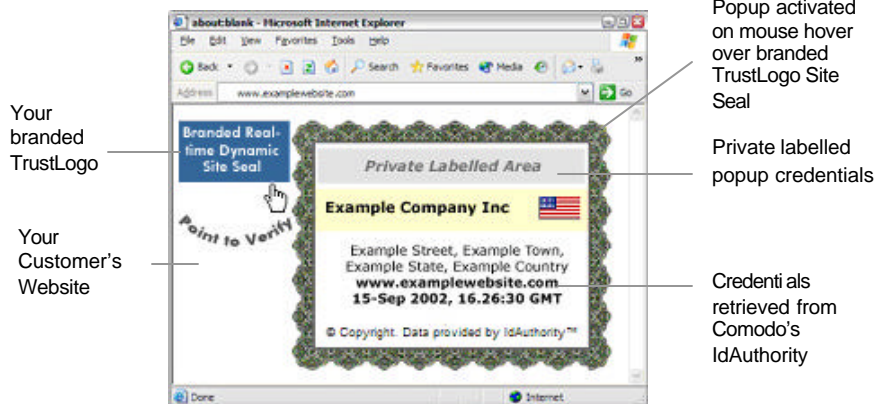 Popup activated
on mouse hover
over branded
TrustLogo Site
Seal
about:blank - Microsoft Internet Explorer
File Edit View Favorites Tools Help
Back Search Favorites Media »
Address www.examplewebsite.com Go
Your
branded
TrustLogo
Branded Real-
time Dynamic
Site Seal
Point to Verify
Private Labelled Area
Private labelled
popup credentials
Example Company Inc
Your
Customer's
Website
Example Street, Example Town,
Example State, Example Country
www.examplewebsite.com
15-Sep 2002, 16.26:30 GMT
© Copyright. Data provided by IdAuthority™
Credenti als
retrieved from
Comodo's
IdAuthority
Done Internet